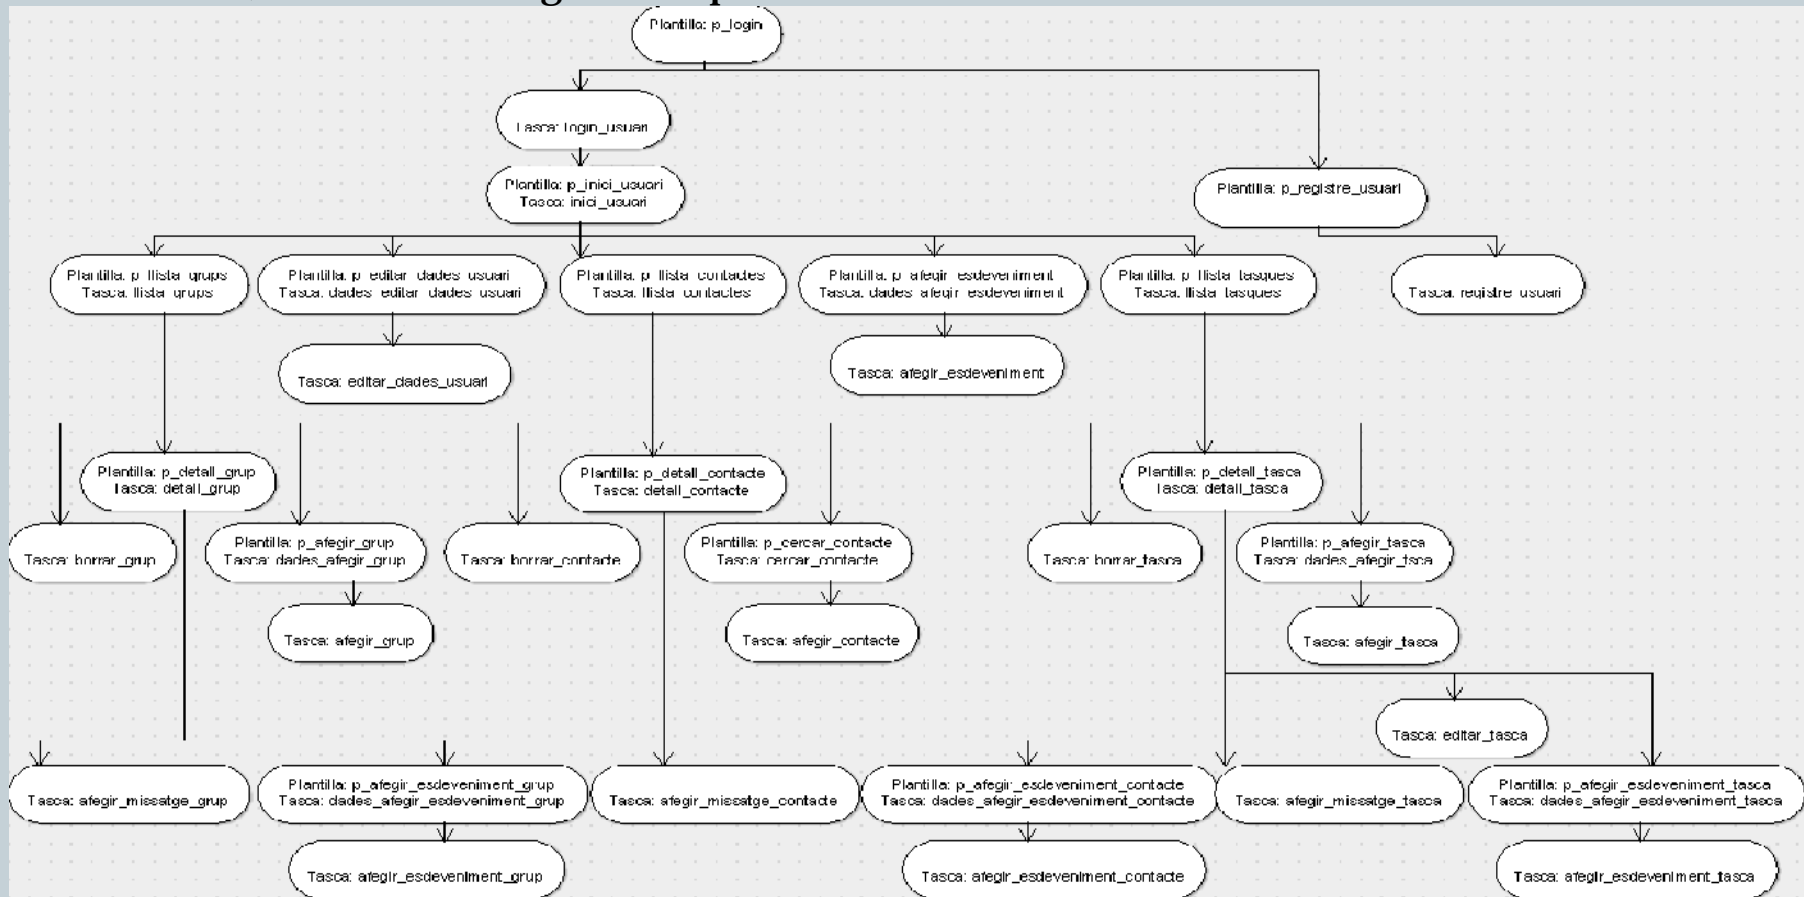 Plantilla: p_login
Tasca: login_usuari
Plantilla: p_inici_usuari
Tasca: inici_usuari
Plantilla: p_registre_usuari
Plantilla: p_llista_grups
Tasca: llista_grups
Plantilla: p_editar_dades_usuari
Tasca: dades_editar_dades_usuari
Plantilla: p_llista_contactes
Tasca: llista_contactes
Plantilla: p_afegir_esdeveniment
Tasca: dades_afegir_esdeveniment
Plantilla: p_llista_tasques
Tasca: llista_tasques
Tasca: registre_usuari
Tasca: editar_dades_usuari
Tasca: afegir_esdeveniment
Plantilla: p_detall_grup
Tasca: detall_grup
Plantilla: p_detall_contacte
Tasca: detall_contacte
Plantilla: p_detall_tasca
Tasca: detall_tasca
Tasca: borrar_grup
Plantilla: p_afegir_grup
Tasca: dades_afegir_grup
Tasca: borrar_contacte
Plantilla: p_cercar_contacte
Tasca: cercar_contacte
Tasca: borrar_tasca
Plantilla: p_afegir_tasca
Tasca: dades_afegir_tsca
Tasca: afegir_grup
Tasca: afegir_contacte
Tasca: afegir_tasca
Tasca: editar_tasca
Tasca: afegir_missatge_grup
Plantilla: p_afegir_esdeveniment_grup
Tasca: dades_afegir_esdeveniment_grup
Tasca: afegir_missatge_contacte
Plantilla: p_afegir_esdeveniment_contacte
Tasca: dades_afegir_esdeveniment_contacte
Tasca: afegir_missatge_tasca
Plantilla: p_afegir_esdeveniment_tasca
Tasca: dades_afegir_esdeveniment_tasca
Tasca: afegir_esdeveniment_grup
Tasca: afegir_esdeveniment_contacte
Tasca: afegir_esdeveniment_tasca